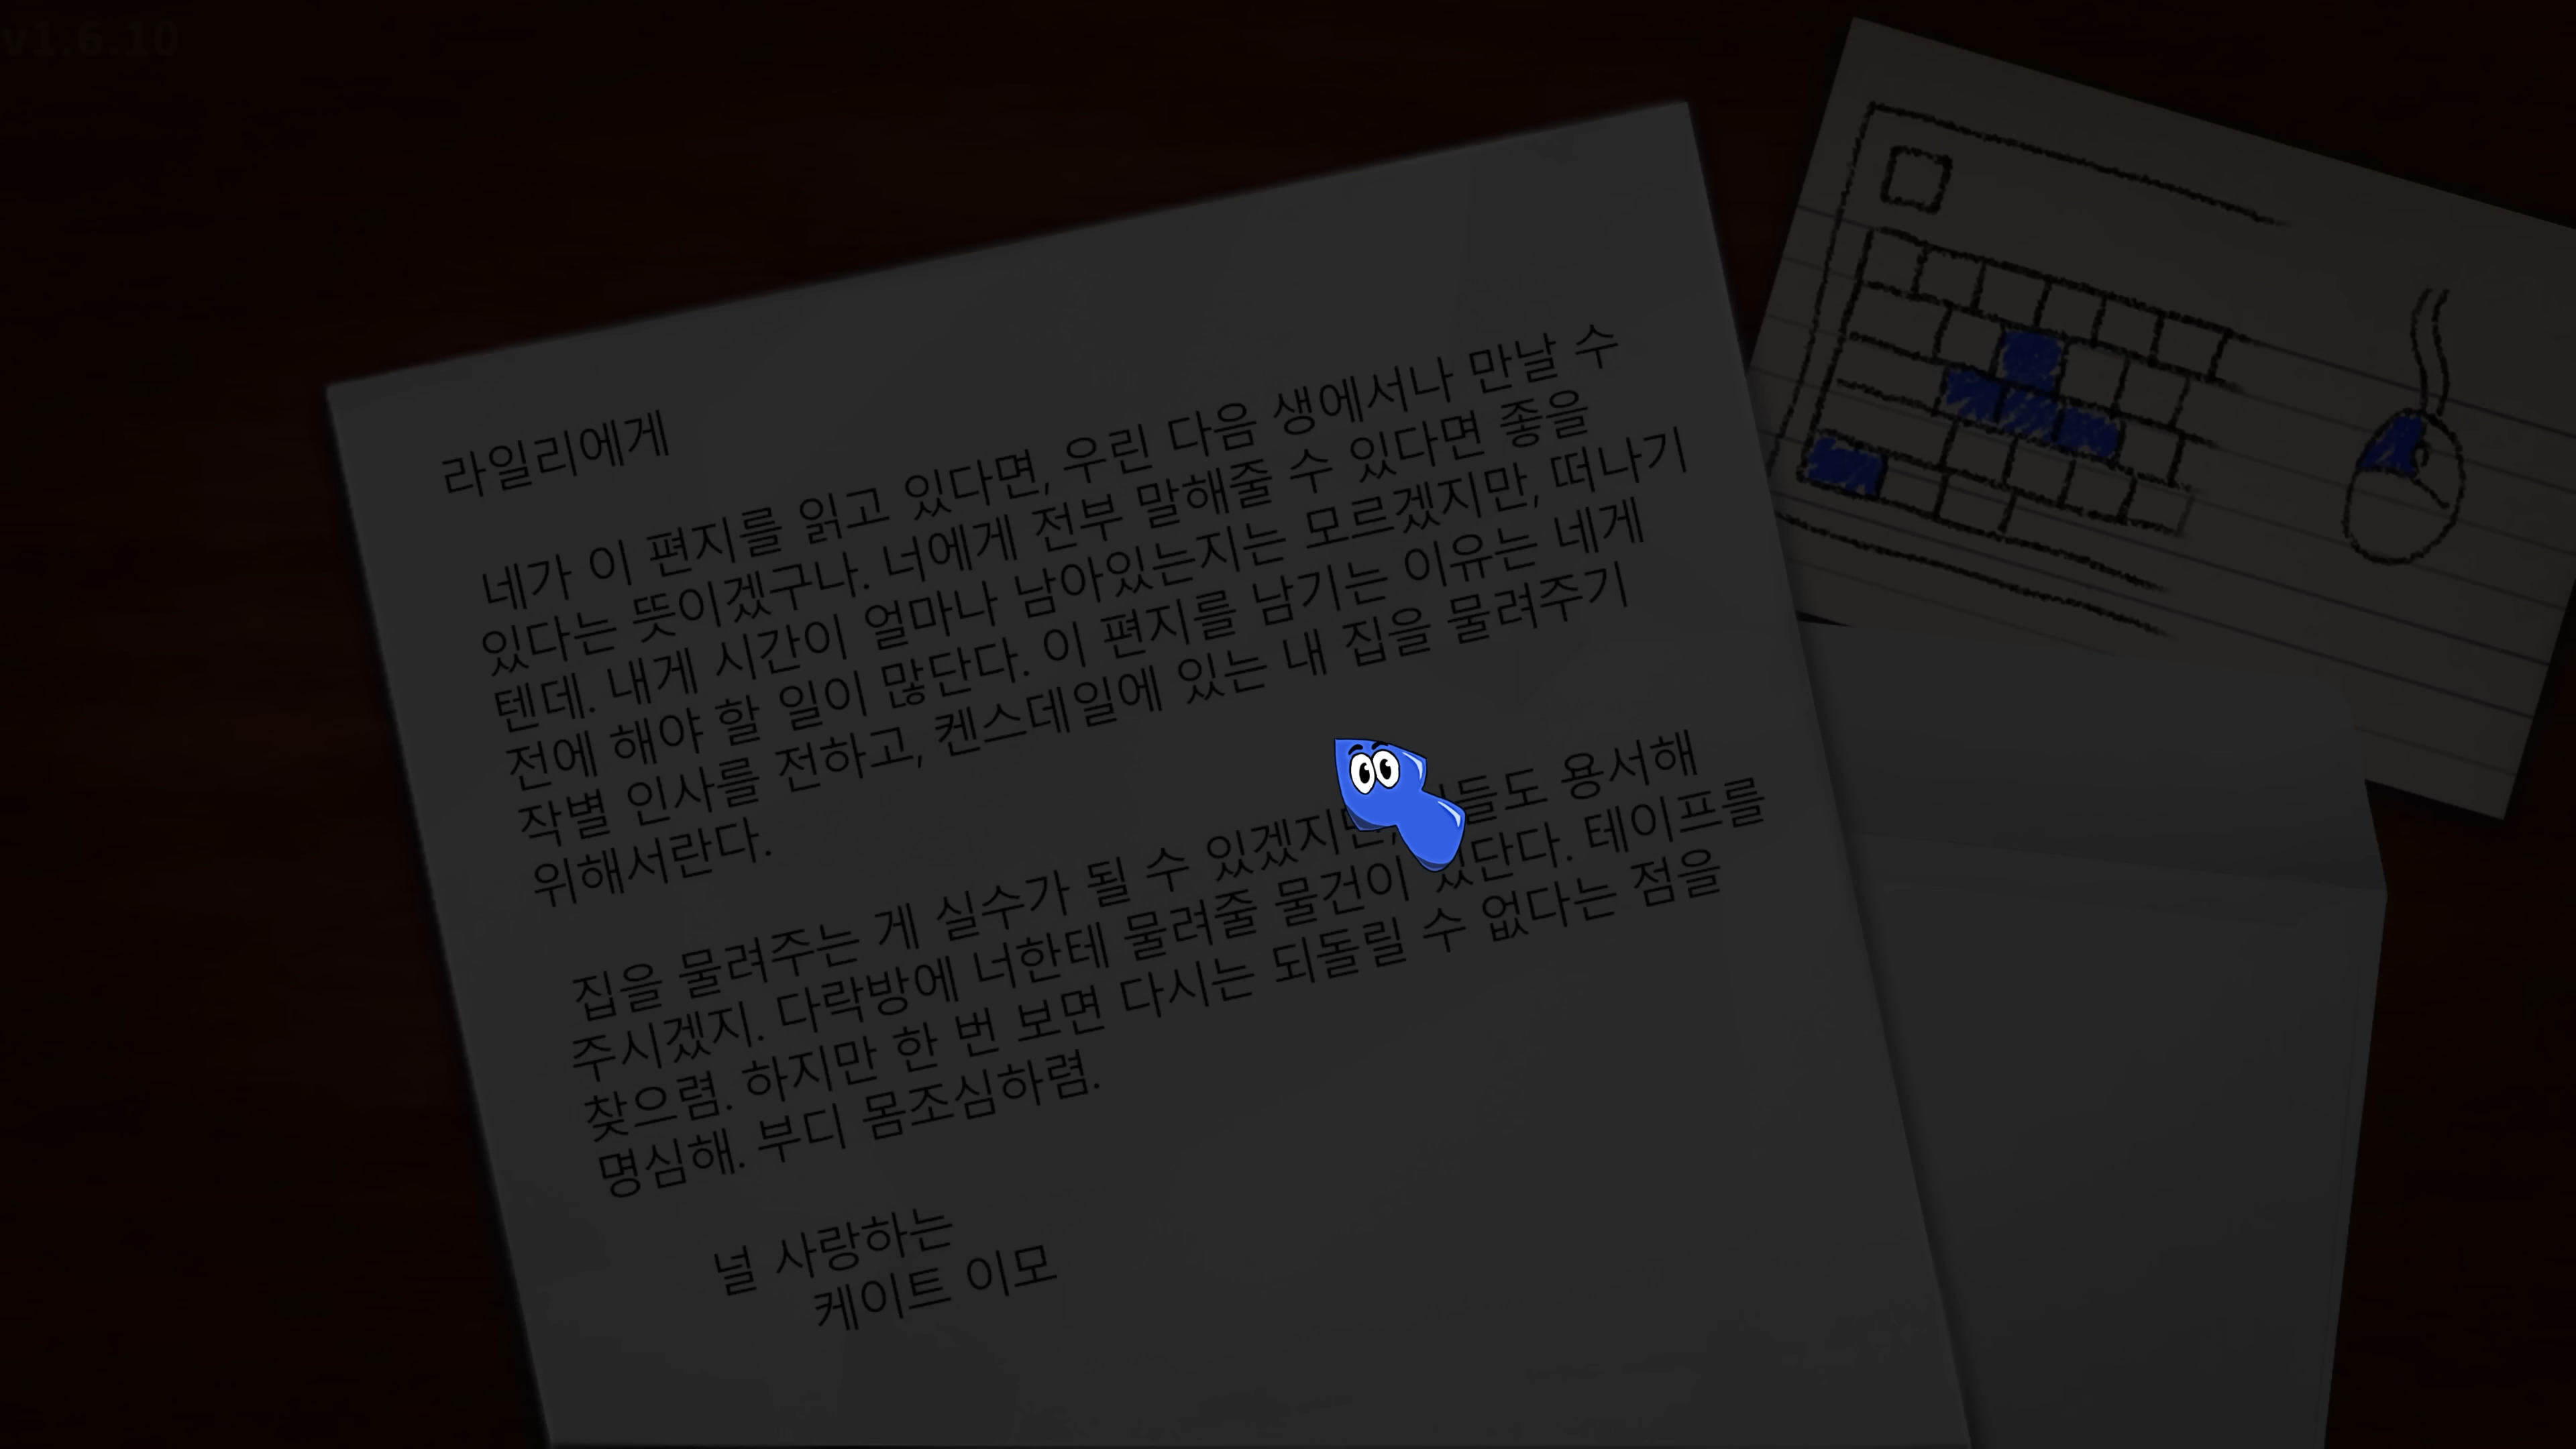 v1.6.10
라일리에게
네가 이 편지를 읽고 있다면, 우린 다음 생에서나 만날 수
있다는 뜻이겠구나. 너에게 전부 말해줄 수 있다면 좋을
텐데. 내게 시간이 얼마나 남아있는지는 모르겠지만, 떠나기
전에 해야 할 일이 많단다. 이 편지를 남기는 이유는 네게
작별 인사를 전하고, 켄스데일에 있는 내 집을 물려주기
위해서란다.
집을 물려주는 게 실수가 될 수 용서해
주시겠지. 다락방에 너한테 물려줄 물건이 있단다. 테이프를
찾으렴. 하지만 한 번 보면 다시는 되돌릴 수 없다는 점을
명심해. 부디 몸조심하렴.
널 사랑하는
케이트 이모